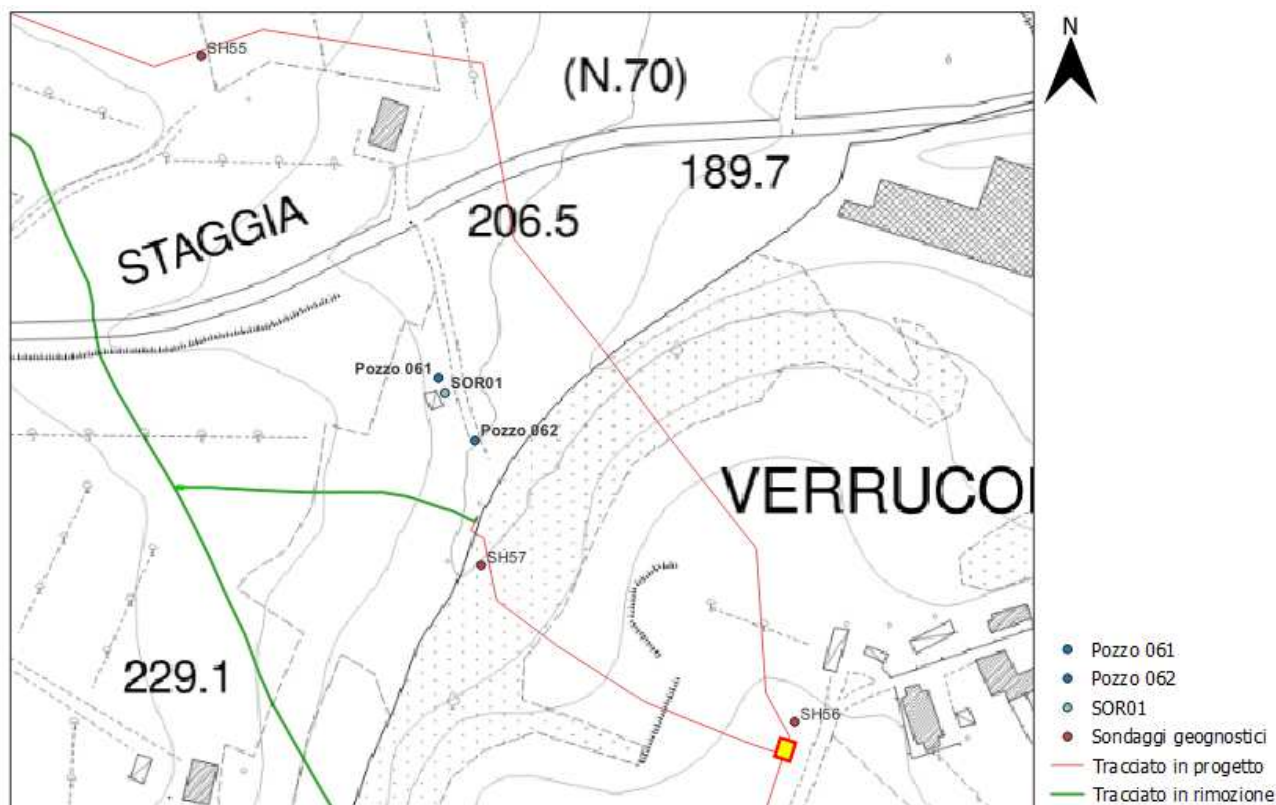 N
SH55
(N.70)
189.7
STAGGIA
206.5
Pozzo 061
SOR01
Pozzo 062
VERRUCO
SH57
229.1
SH56
Pozzo 061
Pozzo 062
SOR01
Sondaggi geognostici
Tracciato in progetto
Tracciato in rimozione